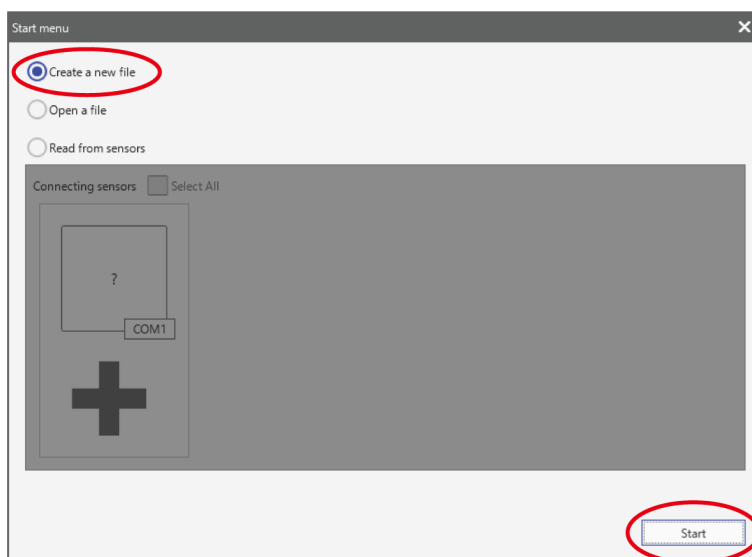 Start menu
Create a new file
Open a file
Read from sensors
Connecting sensors Select All
?
COM1
Start